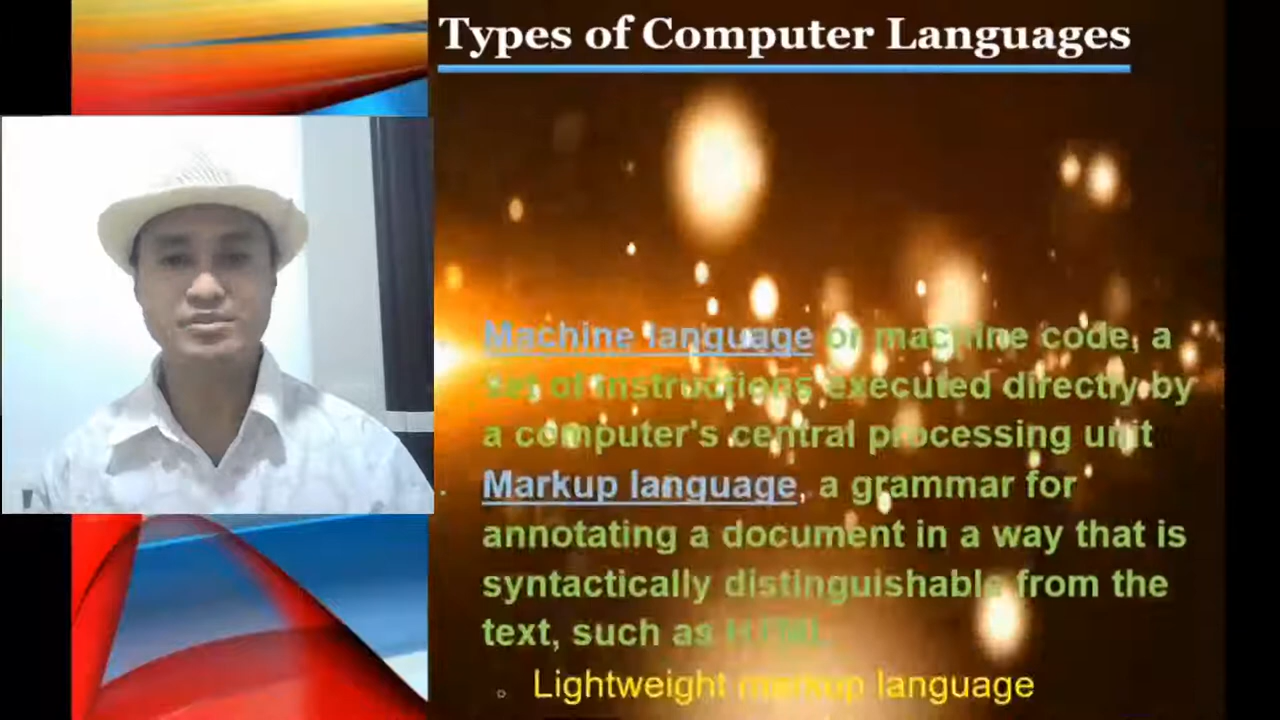 Types of Computer Languages
Machine language or machine code, a
set of instructions executed directly by
a computer's central processing unit
Markup language, a grammar for
annotating a document in a way that is
syntactically distinguishable from the
text, such as HTML.
Lightweight markup language